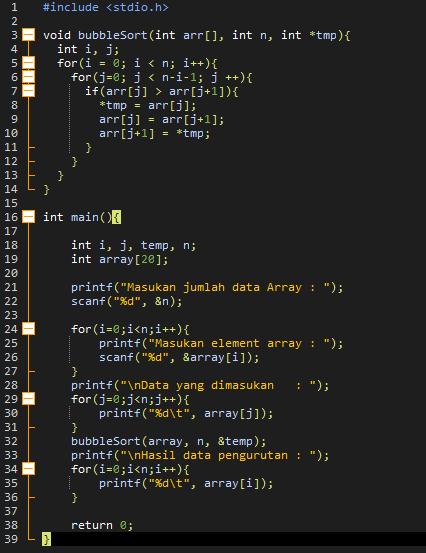 1 #include <stdio.h>
2
3 void bubbleSort(int arr[], int n, int *tmp){
4 int i, j;
5 for(i = 0; i < n; i++){
6 for(j=0; j < n-i-1; j ++){
7 if(arr[j] > arr[j+1]){
8 *tmp = arr[j];
9 arr[j] = arr[j+1];
10 arr[j+1] = *tmp;
11 }
12 }
13 }
14 }
15
16 int main(){
17
18 int i, j, temp, n;
19 int array[20];
20
21 printf("Masukan jumlah data Array : ");
22 scanf("%d", &n);
23
24 for(i=0;i<n;i++){
25 printf("Masukan element array : ");
26 scanf("%d", &array[i]);
27 }
28 printf("\nData yang dimasukan   : ");
29 for(j=0;j<n;j++){
30 printf("%d\t", array[j]);
31 }
32 bubbleSort(array, n, &temp);
33 printf("\nHasil data pengurutan : ");
34 for(i=0;i<n;i++){
35 printf("%d\t", array[i]);
36 }
37
38 return 0;
39 }